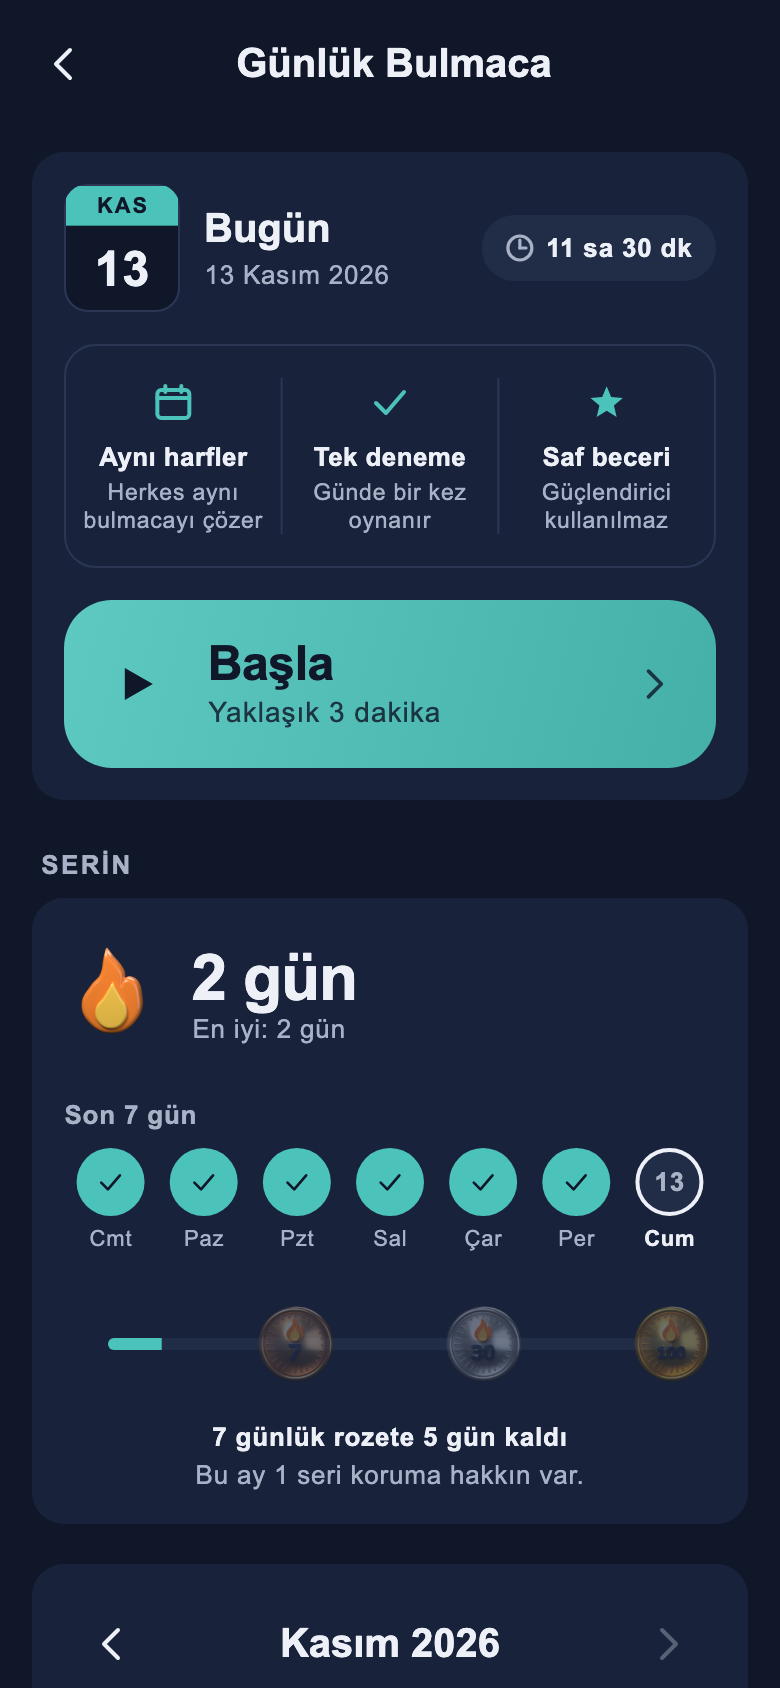 Günlük Bulmaca
KAS
13
Bugün
13 Kasım 2026
11 sa 30 dk
Aynı harfler
Herkes aynı
bulmacayı çözer
Tek deneme
Günde bir kez
oynanır
Saf beceri
Güçlendirici
kullanılmaz
Başla
Yaklaşık 3 dakika
SERİN
2 gün
En iyi: 2 gün
Son 7 gün
13
Cmt
Paz
Pzt
Sal
Çar
Per
Cum
7
30
100
7 günlük rozete 5 gün kaldı
Bu ay 1 seri koruma hakkın var.
Kasım 2026